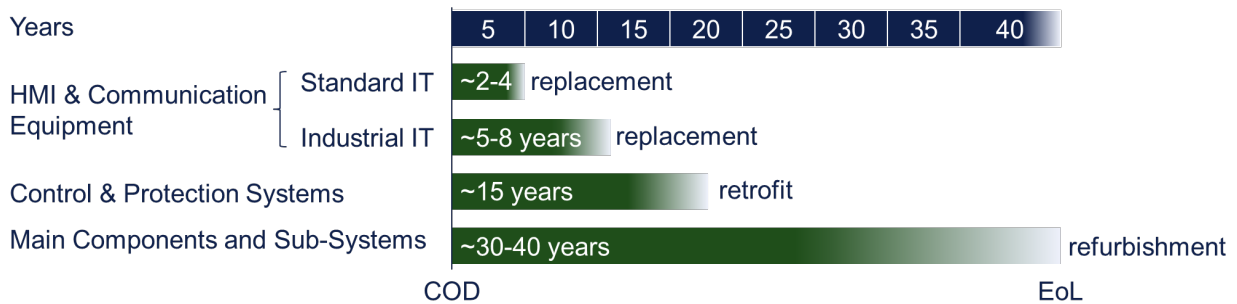 Years
5 10 15 20 25 30 35 40
HMI & Communication
Equipment
Standard IT
~2-4 replacement
Industrial IT
~5-8 years replacement
Control & Protection Systems
~15 years retrofit
Main Components and Sub-Systems
~30-40 years refurbishment
COD EoL